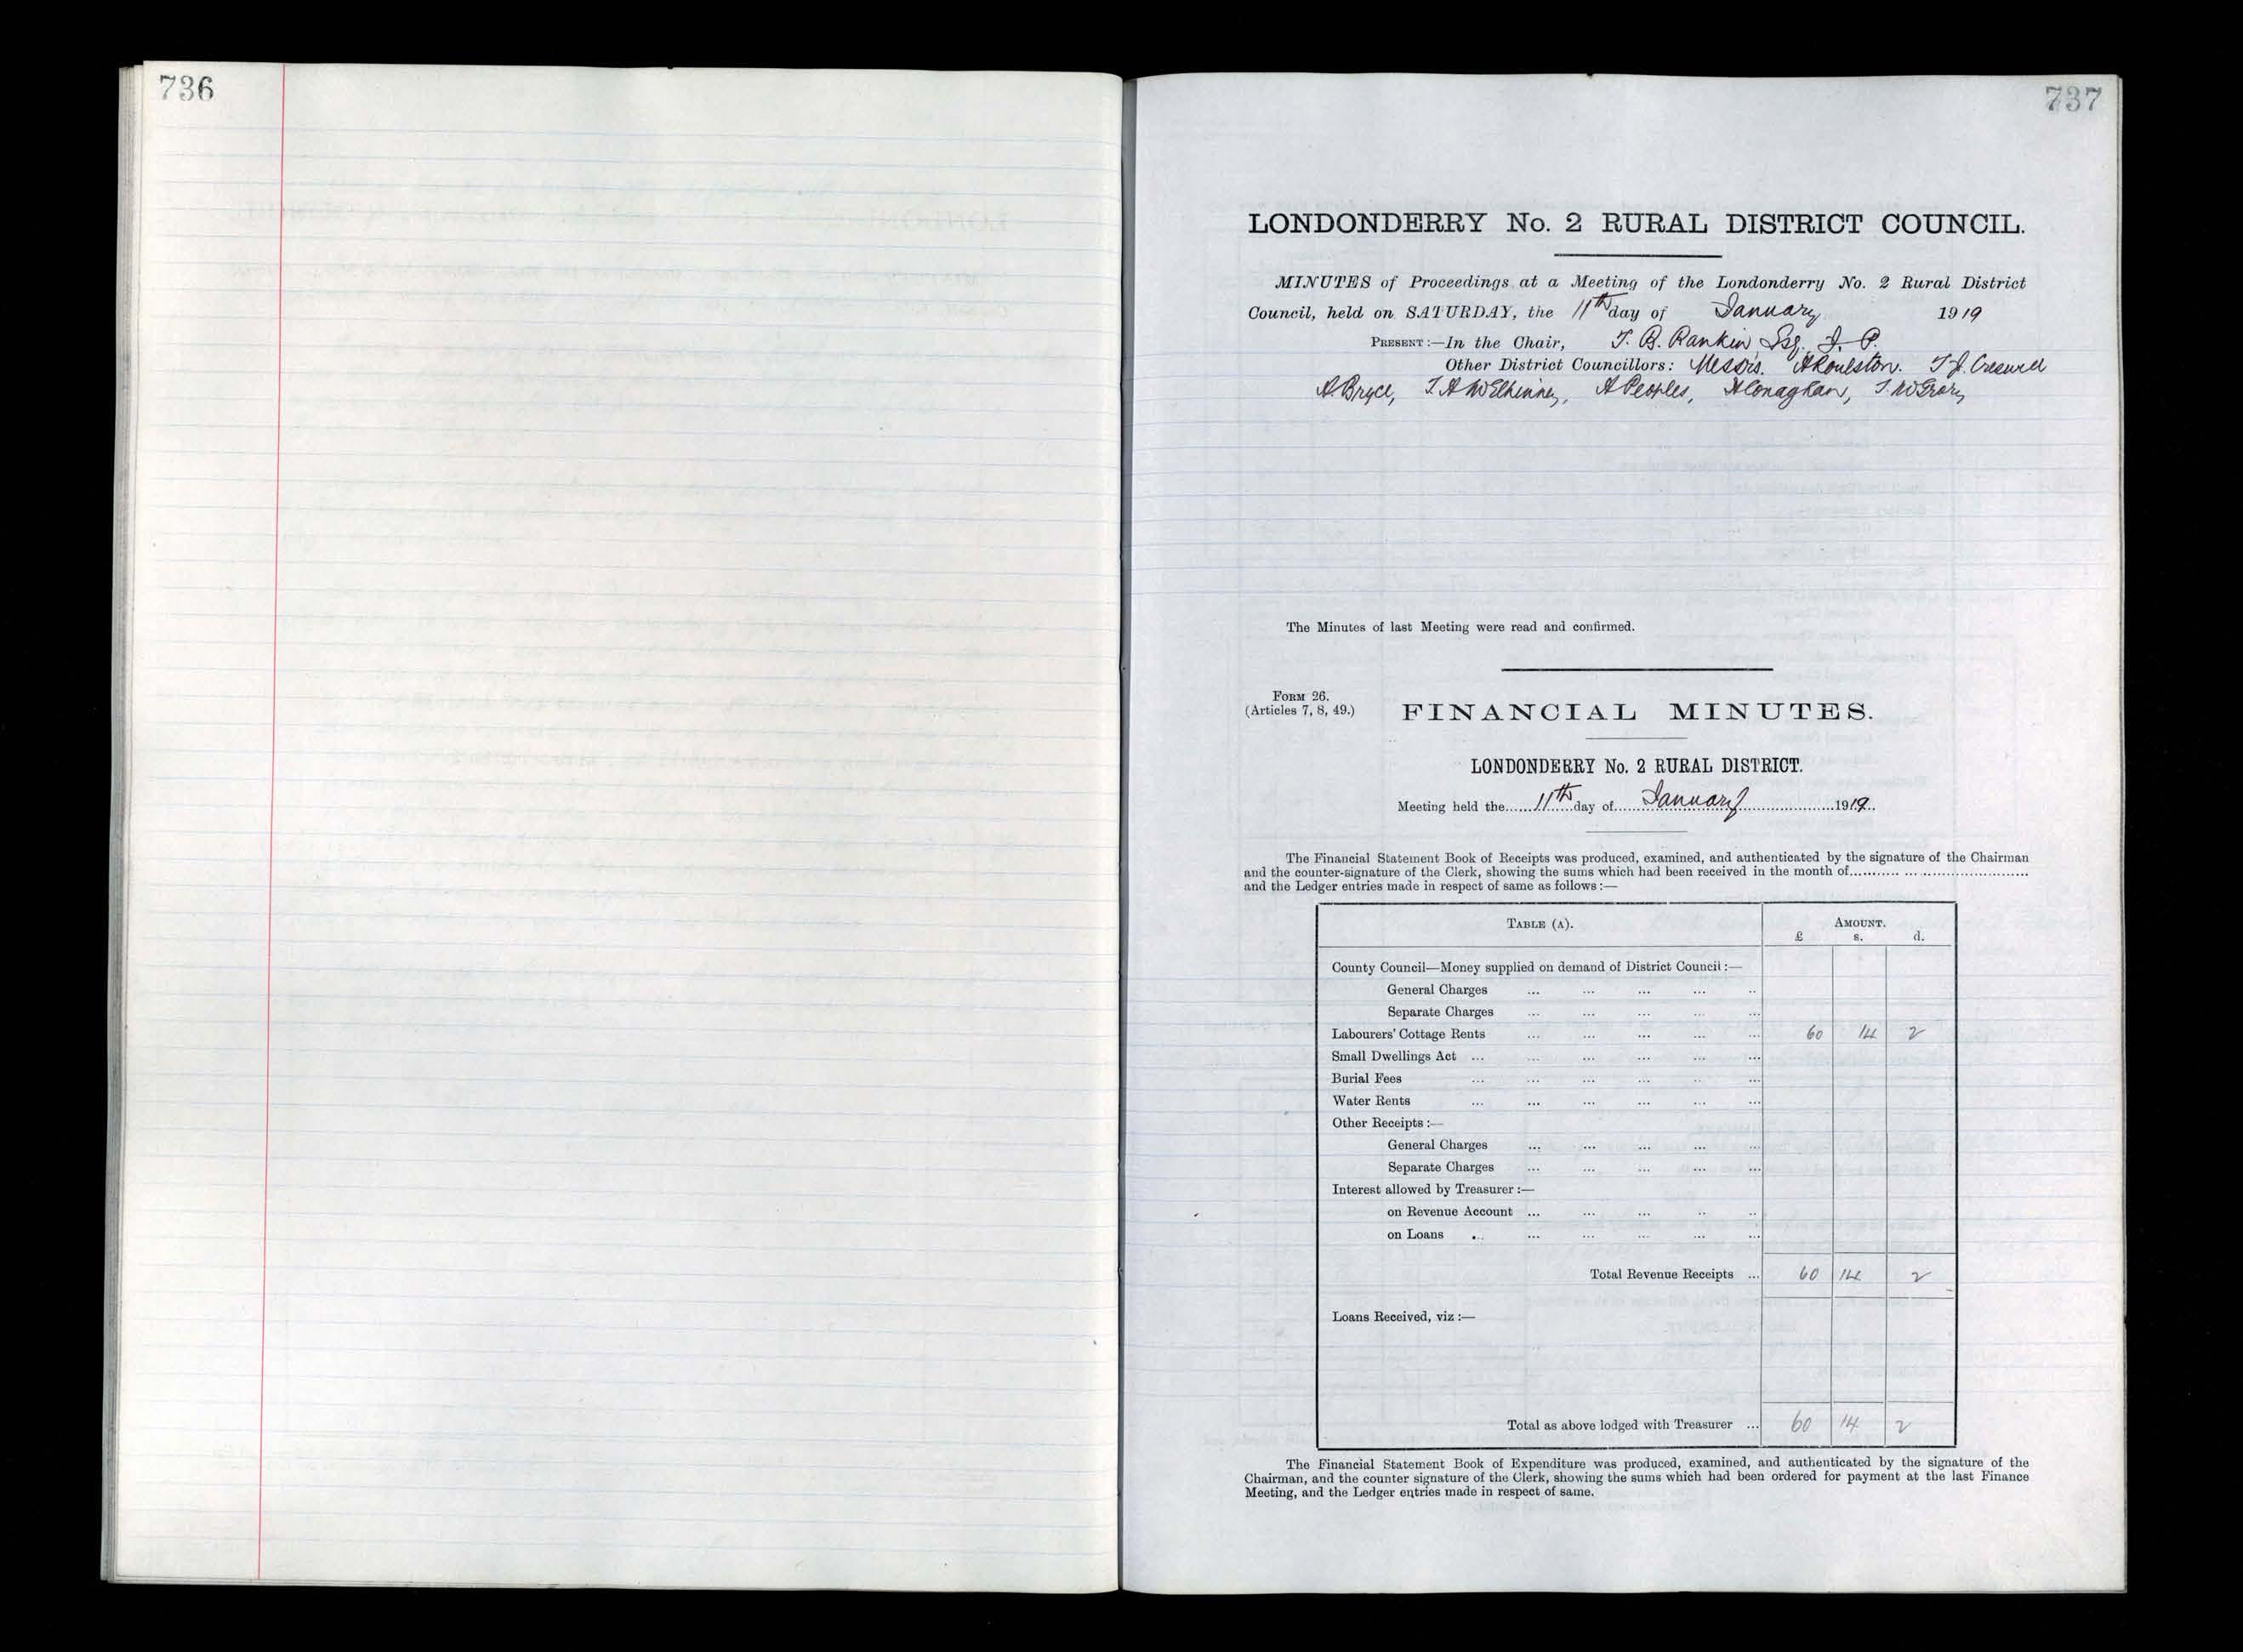 736
737
LONDONDERRY No. 2 RURAL DISTRICT COUNCIL.
MINUTES of Proceedings at a Meeting of the Londonderry No. 2 Rural District
Council, held on SATURDAY, the 11th day of January 1919
PRESENT:—In the Chair, T. B. Rankin Esq. J. P.
Other District Councillors: Messrs. A Roulston. T J. Creswell
A. Bryce, T. A McElhinney, A Peoples, A Conaghan, T. McGrory
The Minutes of last Meeting were read and confirmed.
FORM 26.
(Articles 7, 8, 49.)
FINANCIAL MINUTES.
LONDONDERRY No. 2 RURAL DISTRICT.
Meeting held the......11th......day of......January..................1919..
The Financial Statement Book of Receipts was produced, examined, and authenticated by the signature of the Chairman
and the counter-signature of the Clerk, showing the sums which had been received in the month of....................................
and the Ledger entries made in respect of same as follows:—
TABLE (A). AMOUNT.
£ s. d.
County Council—Money supplied on demand of District Council:—
General Charges ... ... ... ... ..
Separate Charges ... ... ... ... ...
Labourers' Cottage Rents ... ... ... ... ... 60 14 2
Small Dwellings Act ... ... ... ... ... ...
Burial Fees ... ... ... ... .. ...
Water Rents ... ... ... ... ... ...
Other Receipts:—
General Charges ... ... ... ... ...
Separate Charges ... ... ... ... ...
Interest allowed by Treasurer:—
on Revenue Account ... ... ... .. ..
on Loans ... ... ... ... ... ...
Total Revenue Receipts ... 60 14 2
Loans Received, viz:—
Total as above lodged with Treasurer ... 60 14 2
The Financial Statement Book of Expenditure was produced, examined, and authenticated by the signature of the
Chairman, and the counter signature of the Clerk, showing the sums which had been ordered for payment at the last Finance
Meeting, and the Ledger entries made in respect of same.